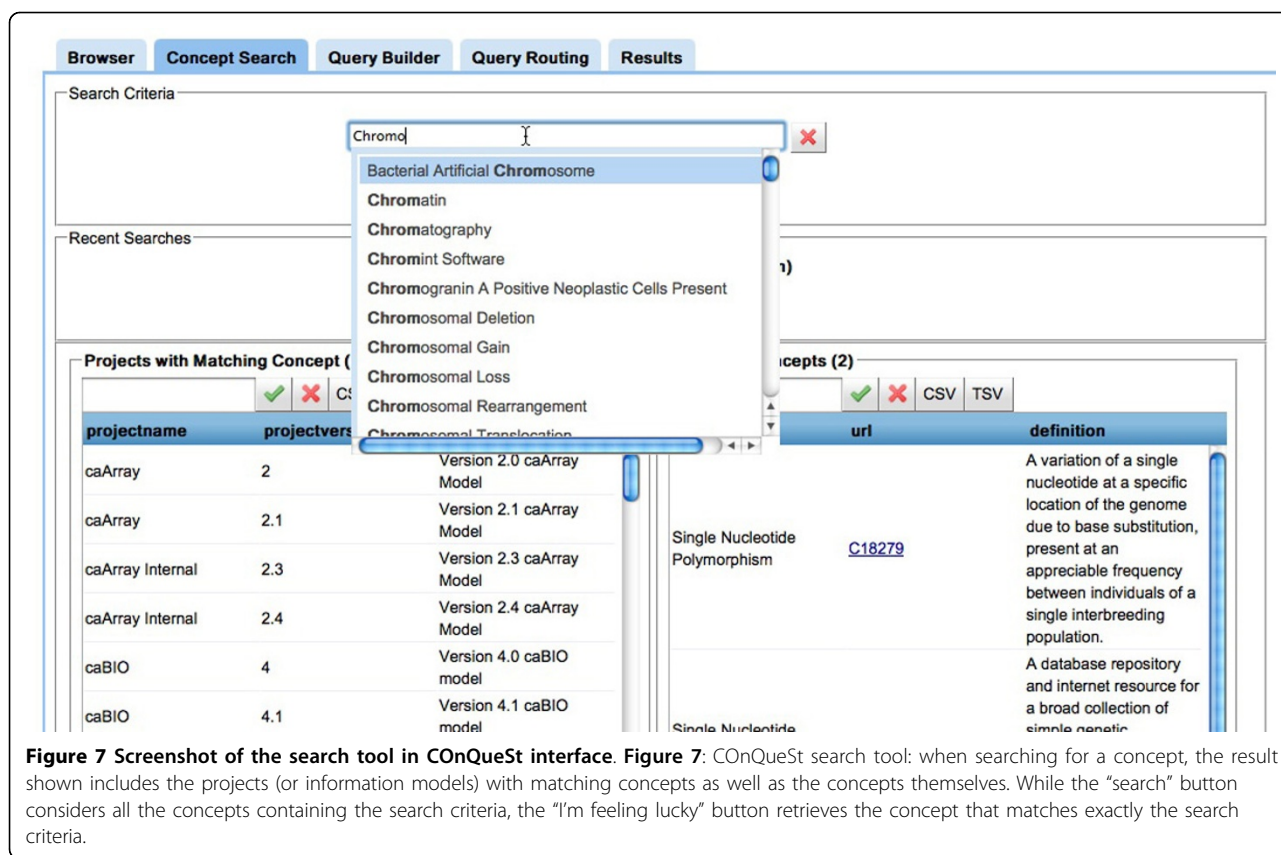 Browser Concept Search Query Builder Query Routing Results
Search Criteria
Chromo
Bacterial Artificial Chromosome
Chromatin
Chromatography
Chromint Software
Chromogranin A Positive Neoplastic Cells Present
Chromosomal Deletion
Chromosomal Gain
Chromosomal Loss
Chromosomal Rearrangement
Chromosomal Translocation
Recent Searches
Projects with Matching Concept (
projectname projectvers
caArray 2 Version 2.0 caArray
Model
caArray 2.1 Version 2.1 caArray
Model
caArray Internal 2.3 Version 2.3 caArray
Model
caArray Internal 2.4 Version 2.4 caArray
Model
caBIO 4 Version 4.0 caBIO
model
caBIO 4.1 Version 4.1 caBIO
model
cepts (2)
CSV TSV
url definition
Single Nucleotide
Polymorphism
C18279
A variation of a single
nucleotide at a specific
location of the genome
due to base substitution,
present at an
appreciable frequency
between individuals of a
single interbreeding
population.
Single Nucleotide
A database repository
and internet resource for
a broad collection of
simple genetic
Figure 7 Screenshot of the search tool in COnQueSt interface. Figure 7: COnQueSt search tool: when searching for a concept, the result
shown includes the projects (or information models) with matching concepts as well as the concepts themselves. While the “search” button
considers all the concepts containing the search criteria, the “I’m feeling lucky” button retrieves the concept that matches exactly the search
criteria.